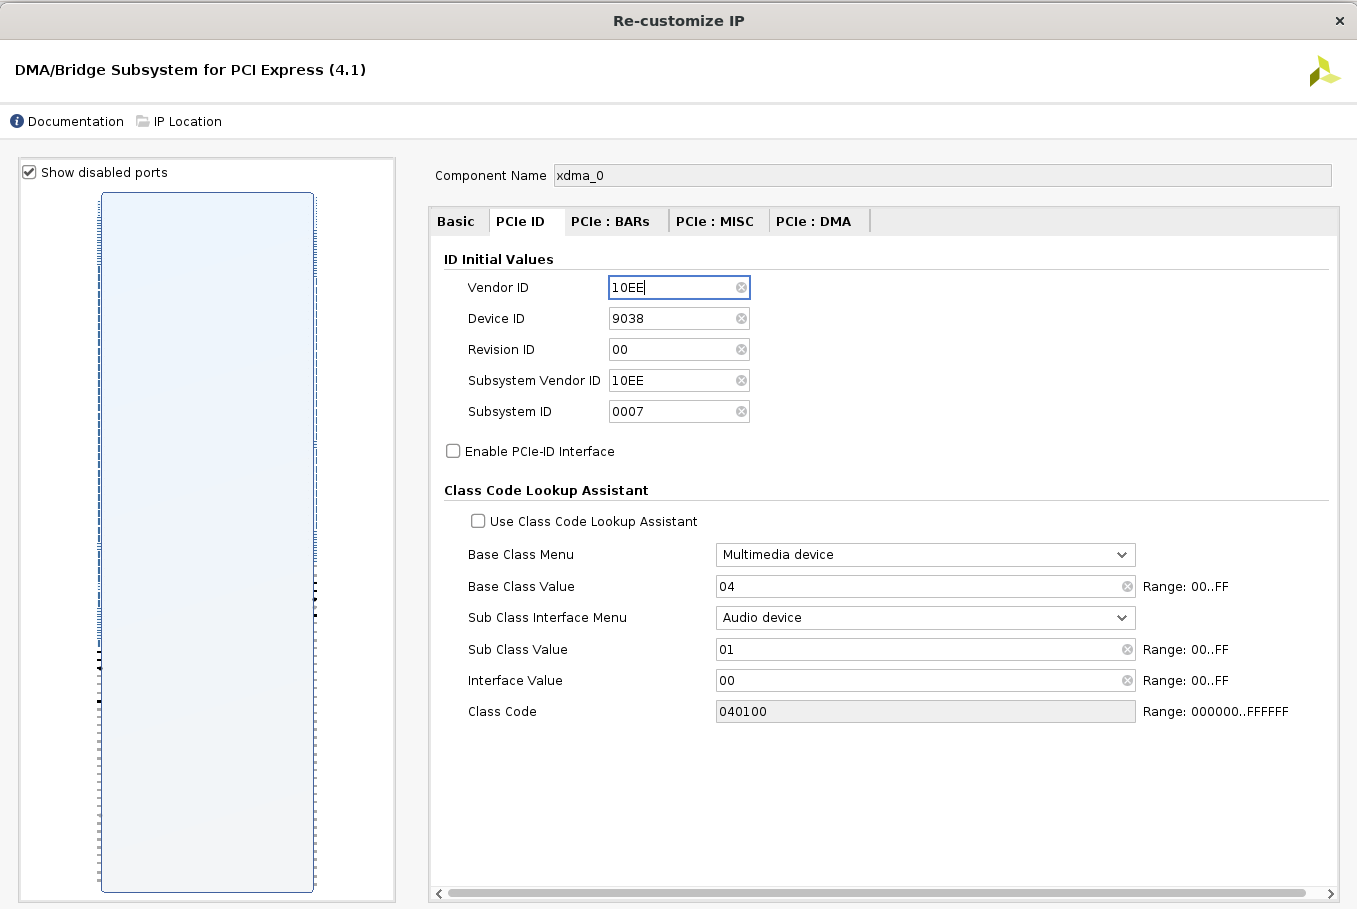 Re-customize IP
DMA/Bridge Subsystem for PCI Express (4.1)
Documentation IP Location
Show disabled ports
Component Name xdma_0
Basic PCIe ID PCIe : BARs PCIe : MISC PCIe : DMA
ID Initial Values
Vendor ID 10EE
Device ID 9038
Revision ID 00
Subsystem Vendor ID 10EE
Subsystem ID 0007
Enable PCIe-ID Interface
Class Code Lookup Assistant
Use Class Code Lookup Assistant
Base Class Menu Multimedia device
Base Class Value 04 Range: 00..FF
Sub Class Interface Menu Audio device
Sub Class Value 01 Range: 00..FF
Interface Value 00 Range: 00..FF
Class Code 040100 Range: 000000..FFFFFF